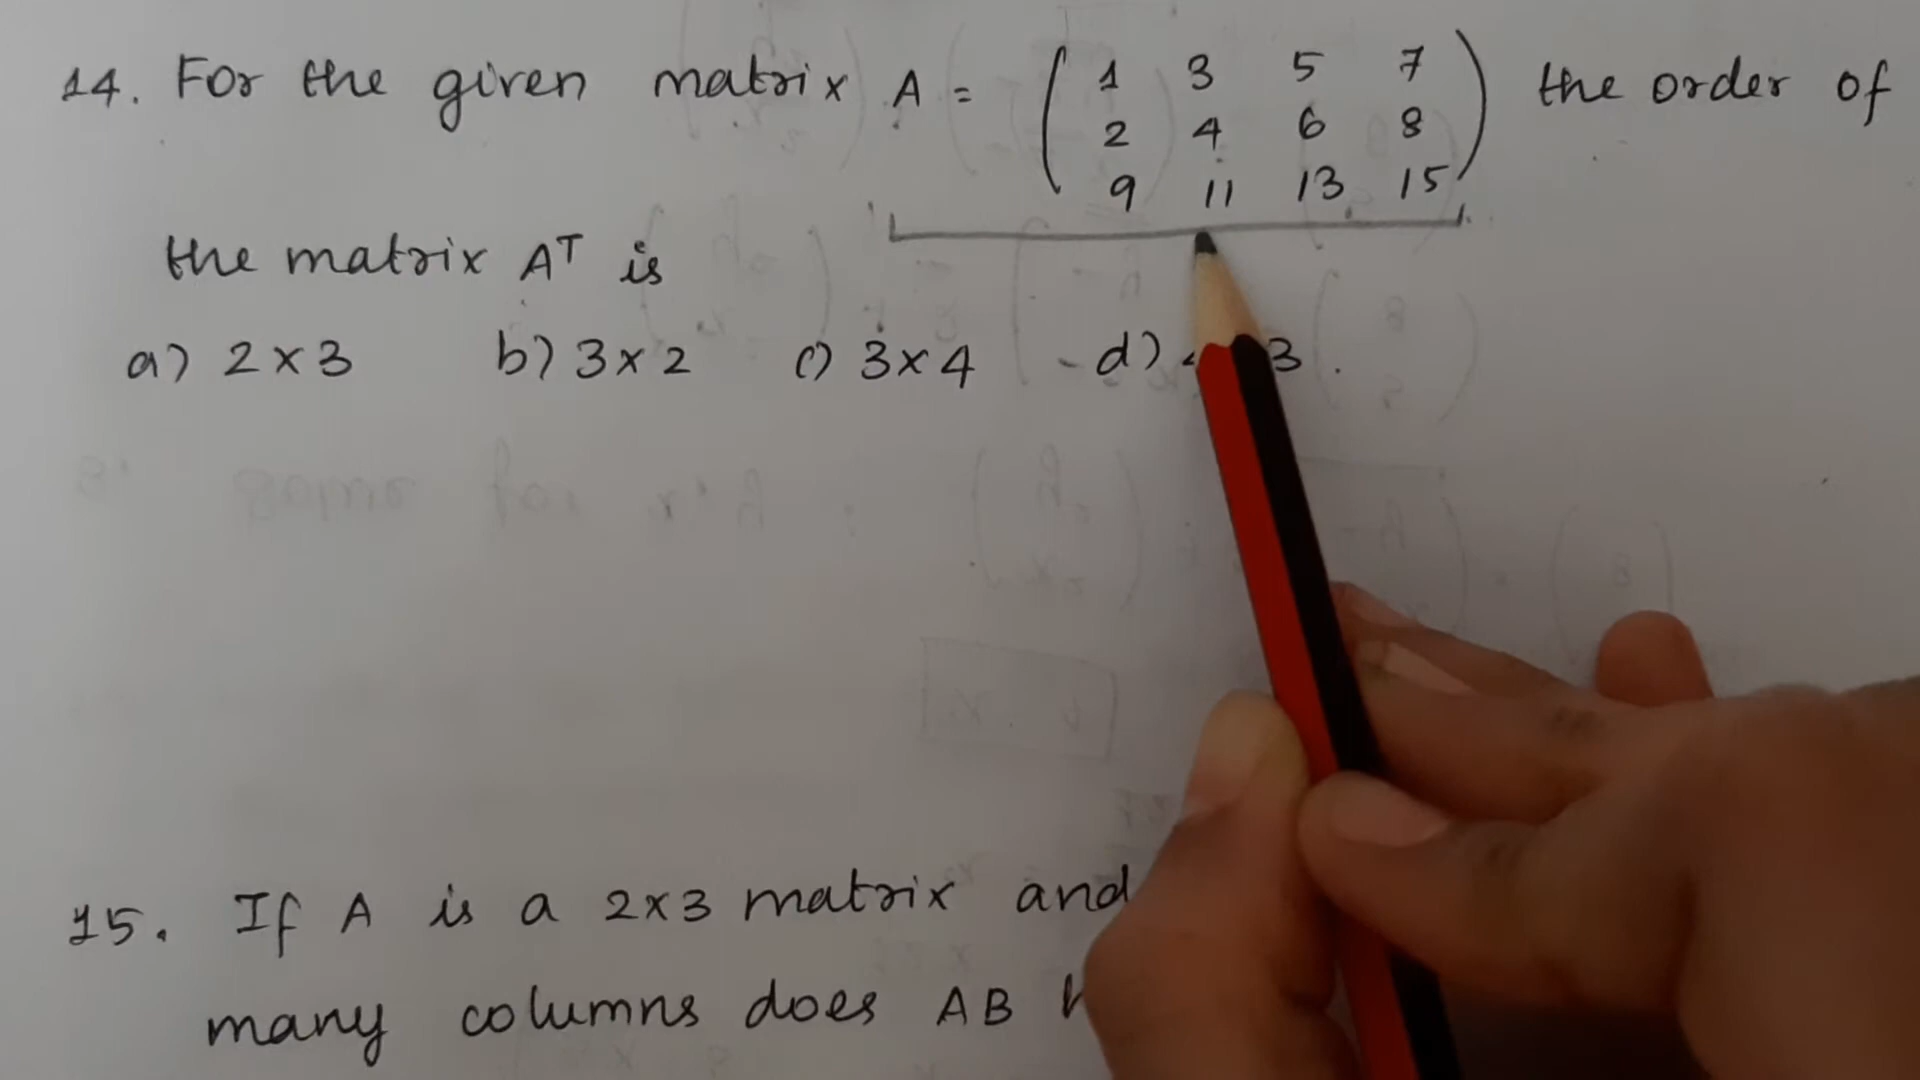 14. For the given matrix A = ( 1 3 5 7 ) the order of
2 4 6 8
9 11 13 15
the matrix Aᵀ is
a) 2 x 3 b) 3 x 2 c) 3 x 4 d) 3.
15. If A is a 2x3 matrix and
many columns does AB